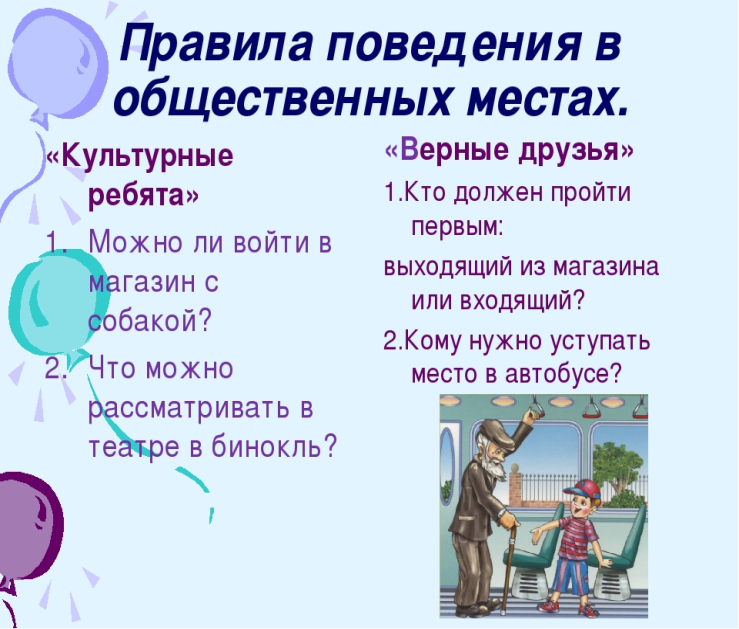 Правила поведения в
общественных местах.
«Культурные
ребята»
1. Можно ли войти в
магазин с
собакой?
2. Что можно
рассматривать в
театре в бинокль?
«Верные друзья»
1.Кто должен пройти
первым:
выходящий из магазина
или входящий?
2.Кому нужно уступать
место в автобусе?